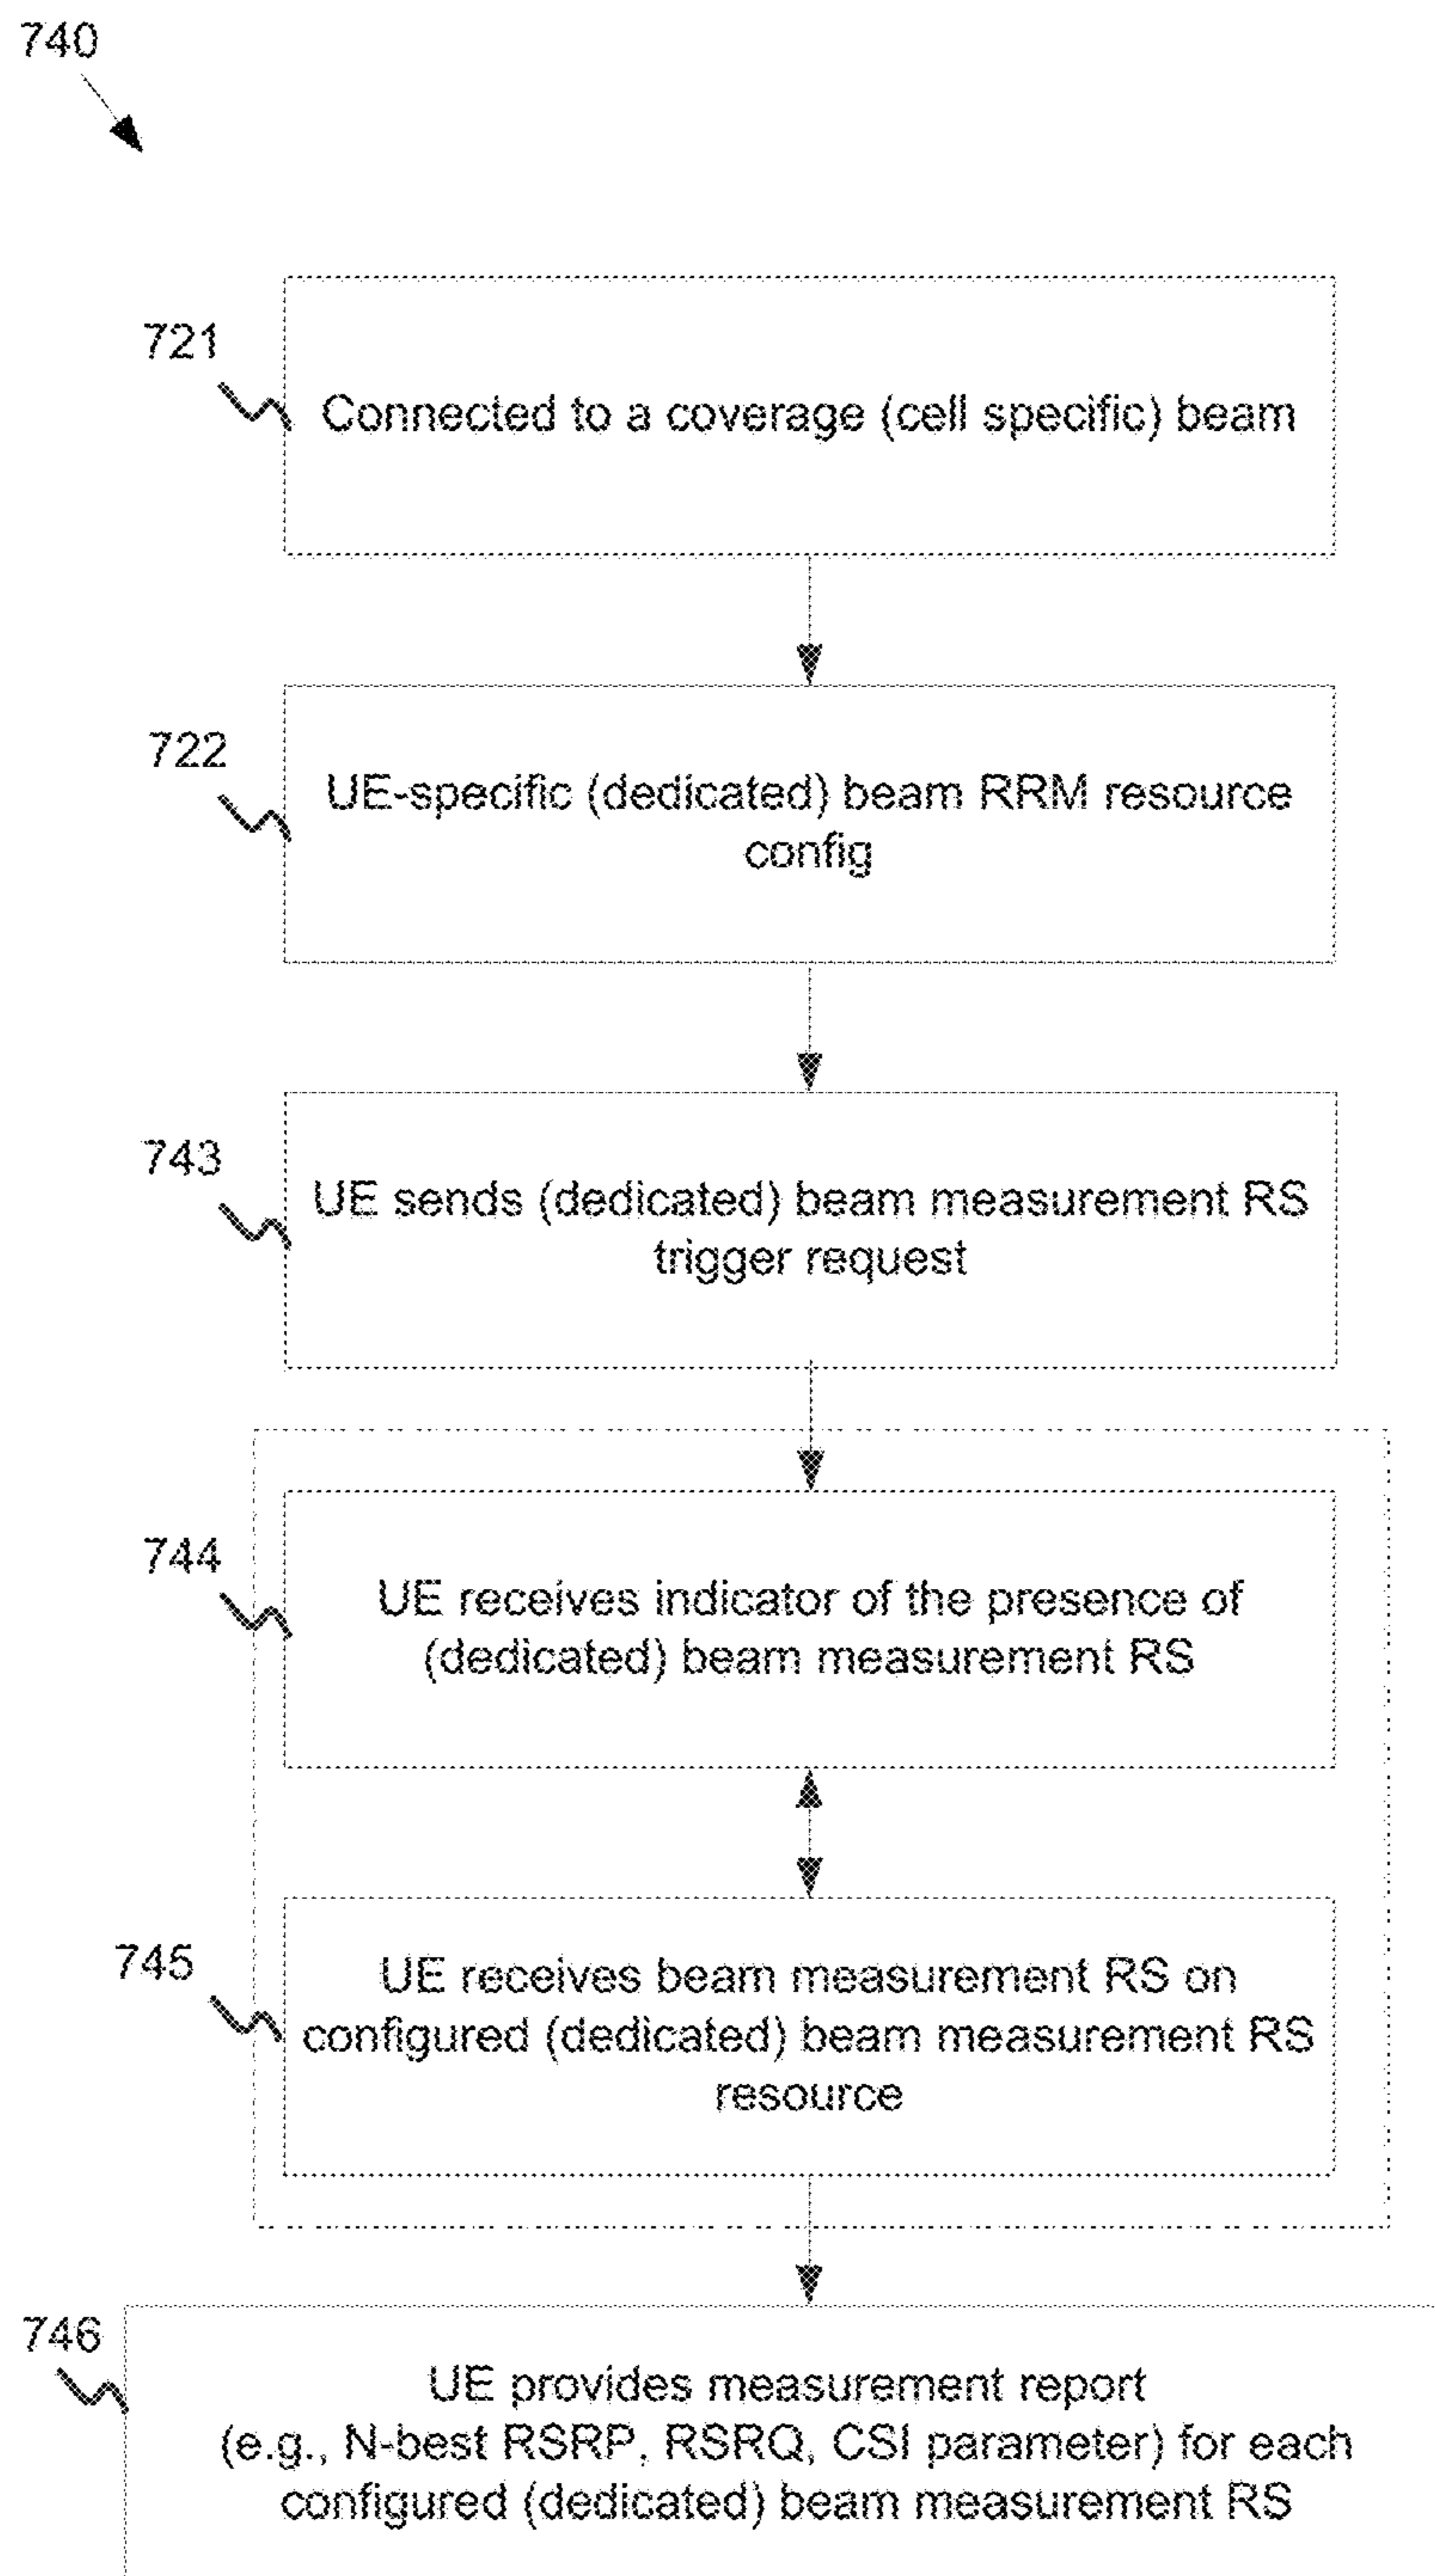 740
721
Connected to a coverage (cell specific) beam
722
UE-specific (dedicated) beam RRM resource
config
743
UE sends (dedicated) beam measurement RS
trigger request
744
UE receives indicator of the presence of
(dedicated) beam measurement RS
745
UE receives beam measurement RS on
configured (dedicated) beam measurement RS
resource
746
UE provides measurement report
(e.g., N-best RSRP, RSRQ, CSI parameter) for each
configured (dedicated) beam measurement RS